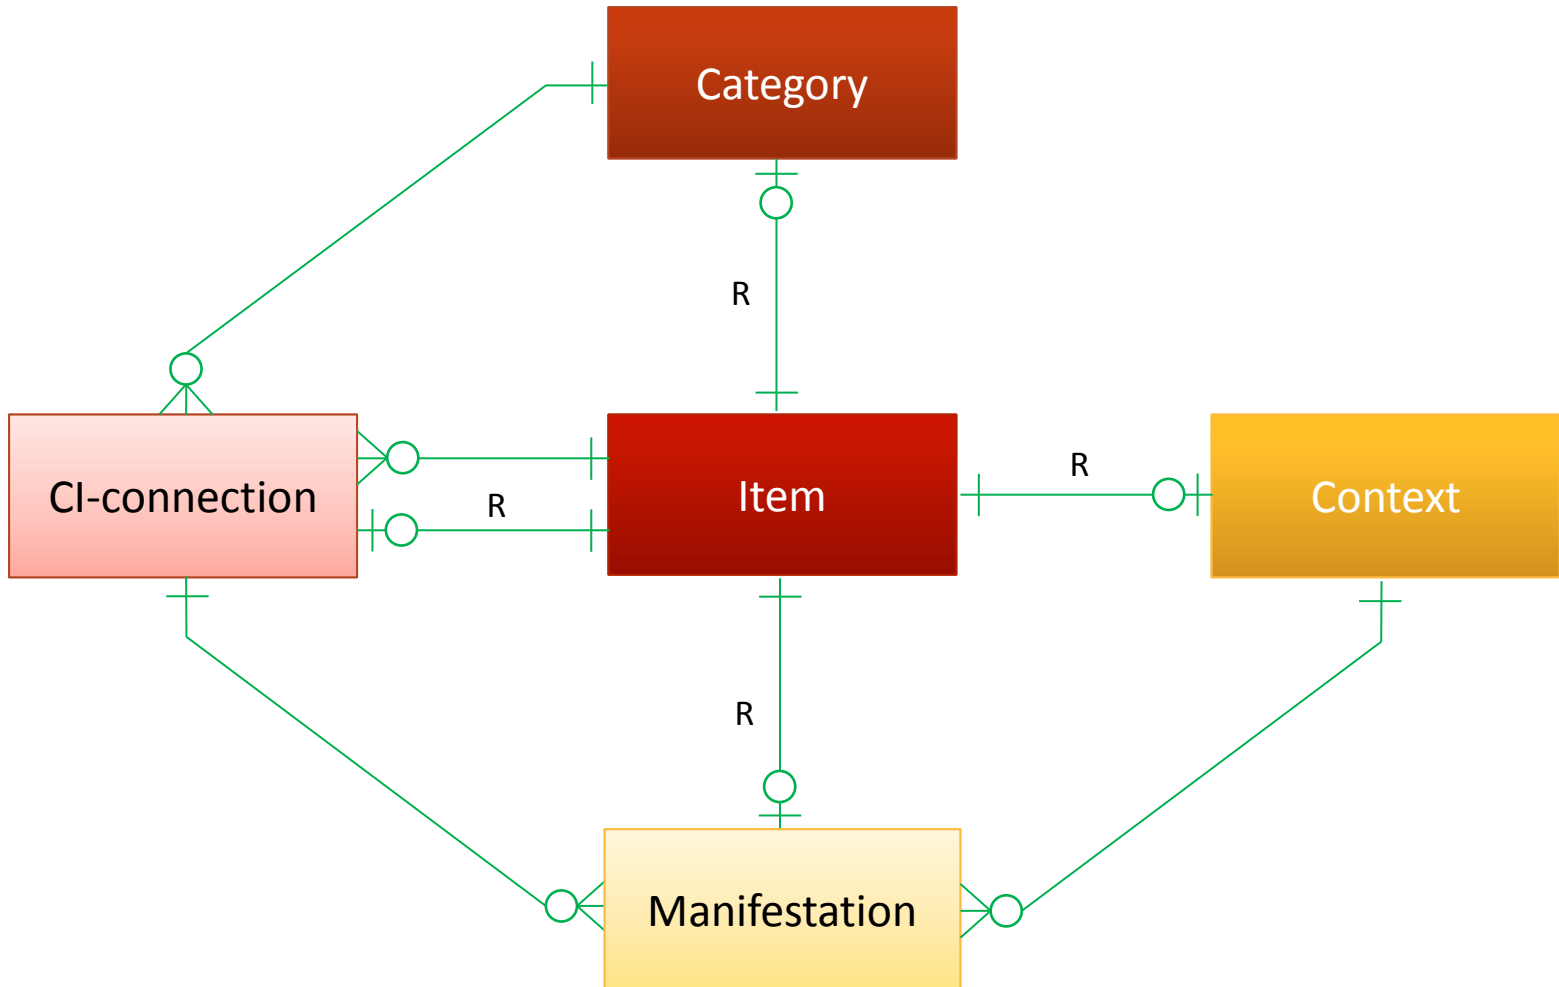 Category
R
CI-connection
R
Item
R
Context
R
Manifestation